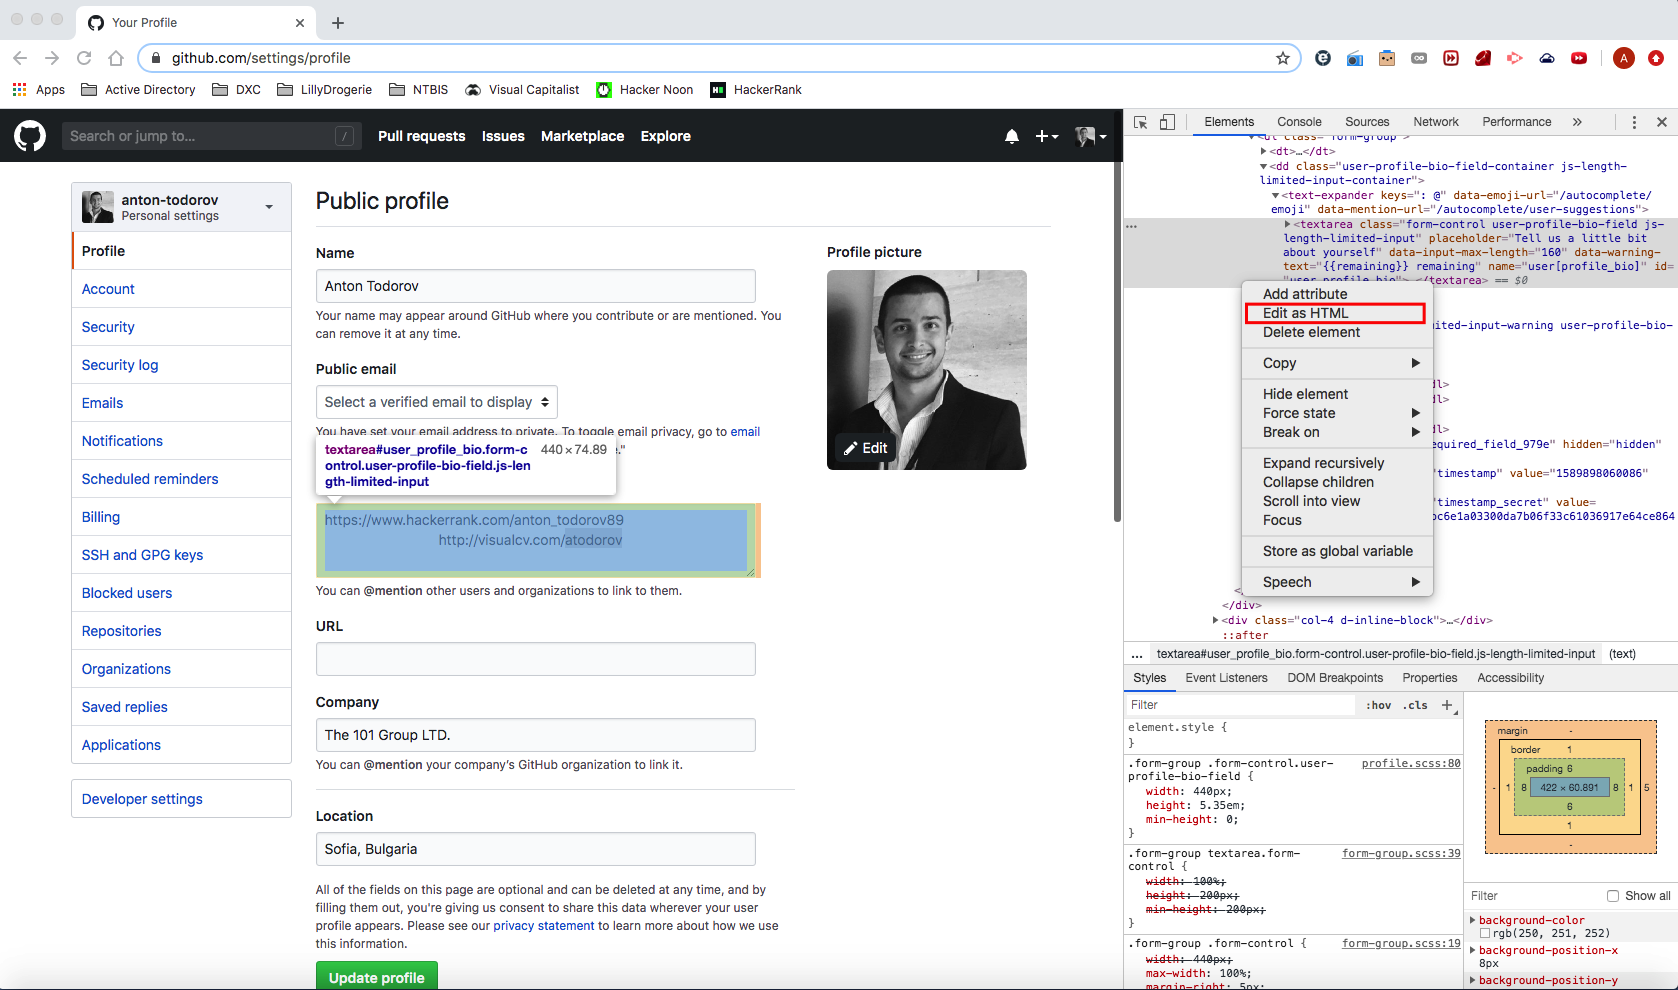 Your Profile
github.com/settings/profile
A
Apps
Active Directory
DXC
LillyDrogerie
NTBIS
Visual Capitalist
Hacker Noon
HackerRank
Search or jump to...
/
Pull requests
Issues
Marketplace
Explore
anton-todorov
Personal settings
Profile
Account
Security
Security log
Emails
Notifications
Scheduled reminders
Billing
SSH and GPG keys
Blocked users
Repositories
Organizations
Saved replies
Applications
Developer settings
Public profile
Name
Anton Todorov
Your name may appear around GitHub where you contribute or are mentioned. You
can remove it at any time.
Public email
Select a verified email to display
You have set your email address to private. To toggle email privacy, go to email
textarea#user_profile_bio.form-c
ontrol.user-profile-bio-field.js-len
gth-limited-input
440 × 74.89
https://www.hackerrank.com/anton_todorov89
http://visualcv.com/atodorov
You can @mention other users and organizations to link to them.
URL
Company
The 101 Group LTD.
You can @mention your company's GitHub organization to link it.
Location
Sofia, Bulgaria
All of the fields on this page are optional and can be deleted at any time, and by
filling them out, you're giving us consent to share this data wherever your user
profile appears. Please see our privacy statement to learn more about how we use
this information.
Update profile
Profile picture
Edit
Elements
Console
Sources
Network
Performance
»
<ul class="form-group">
<dt>…</dt>
<dd class="user-profile-bio-field-container js-length-
limited-input-container">
<text-expander keys=": @" data-emoji-url="/autocomplete/
emoji" data-mention-url="/autocomplete/user-suggestions">
<textarea class="form-control user-profile-bio-field js-
length-limited-input" placeholder="Tell us a little bit
about yourself" data-input-max-length="160" data-warning-
text="{{remaining}} remaining" name="user[profile_bio]" id=
"user_profile_bio"> </textarea> == $0
Add attribute
Edit as HTML
Delete element
Copy
Hide element
Force state
Break on
Expand recursively
Collapse children
Scroll into view
Focus
Store as global variable
Speech
mited-input-warning user-profile-bio-
dl>
dl>
dl>
equired_field_979e" hidden="hidden"
"timestamp" value="1589898060086"
"timestamp_secret" value=
bc6e1a03300da7b06f33c61036917e64ce864
</div>
<div class="col-4 d-inline-block">…</div>
::after
...
textarea#user_profile_bio.form-control.user-profile-bio-field.js-length-limited-input
(text)
Styles
Event Listeners
DOM Breakpoints
Properties
Accessibility
Filter
:hov
.cls
+
element.style {
}
.form-group .form-control.user-
profile-bio-field {
profile.scss:80
width: 440px;
height: 5.35em;
min-height: 0;
}
.form-group textarea.form-
control {
form-group.scss:39
width: 100%;
height: 200px;
min-height: 200px;
}
.form-group .form-control {
form-group.scss:19
width: 440px;
max-width: 100%;
margin-right: 5px;
margin -
border 1
padding 6
- 1 8 422 × 60.891 8 1 5
6
1
-
Filter
Show all
background-color
rgb(250, 251, 252)
background-position-x
8px
background-position-y